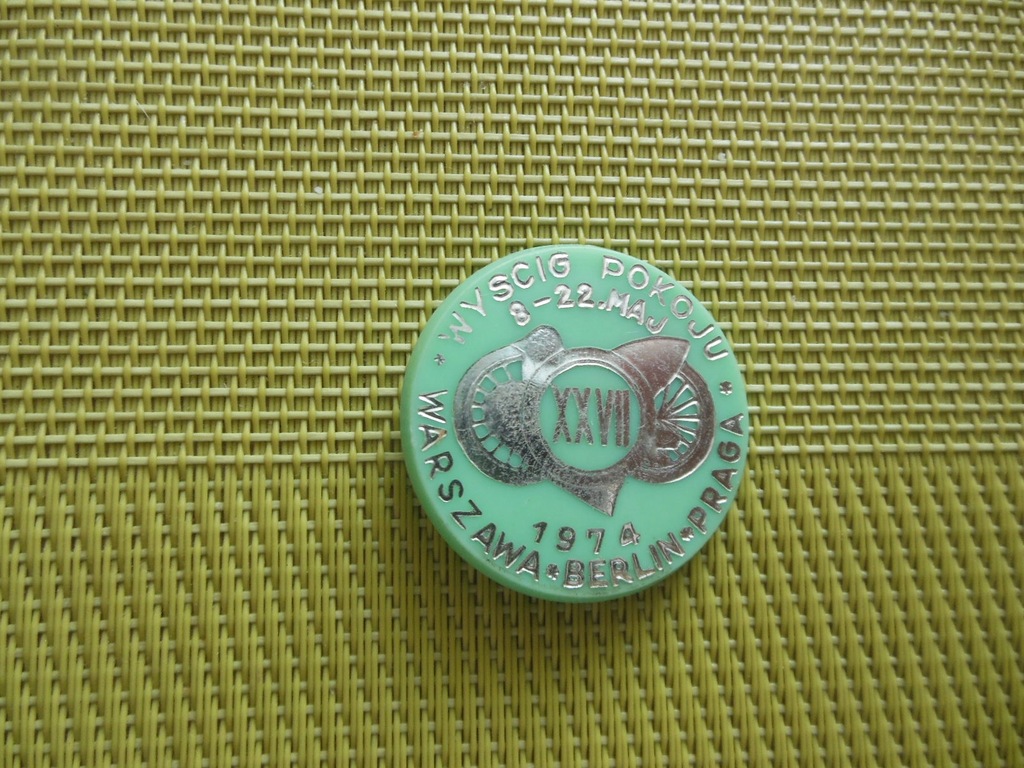 WYSCIG POKOJU
8-22.MAJ
XXVII
1974
* WARSZAWA * BERLIN * PRAGA *